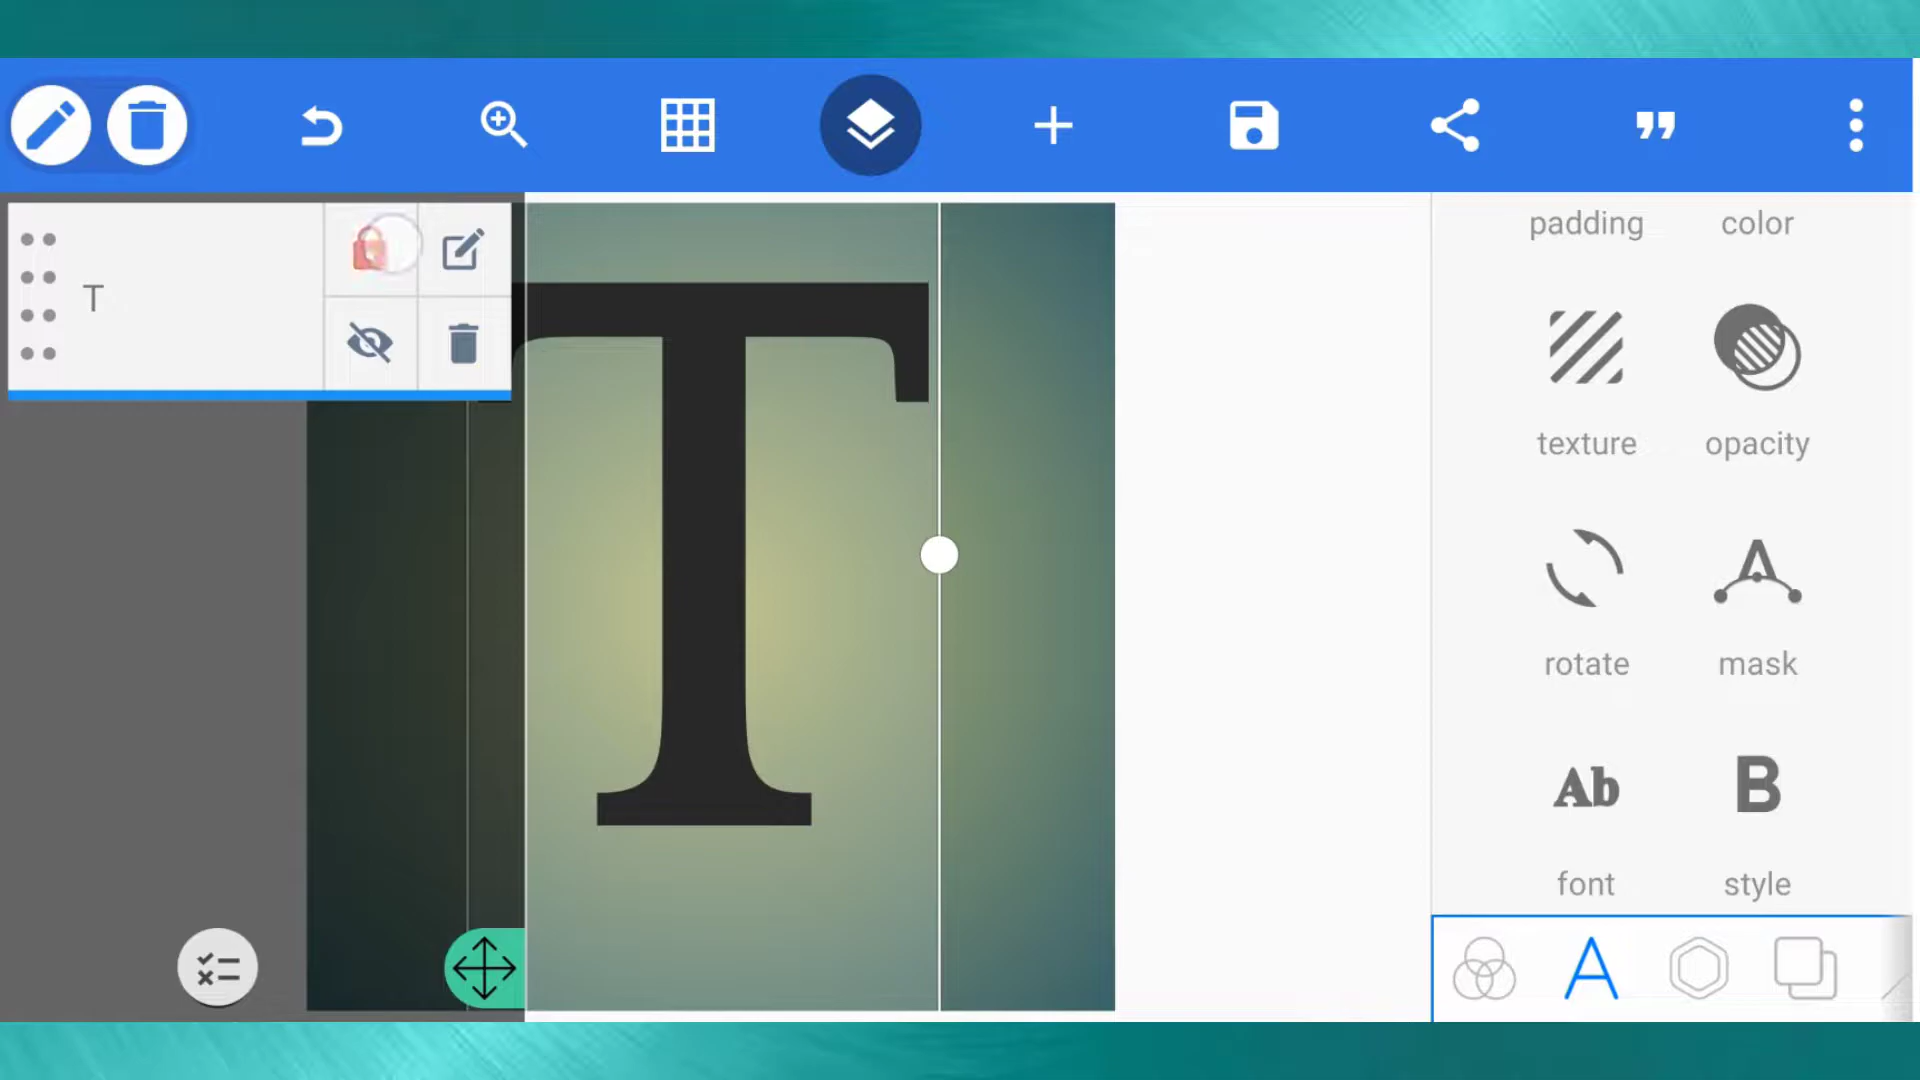 padding color
T
texture opacity
T
rotate mask
Ab B
font style